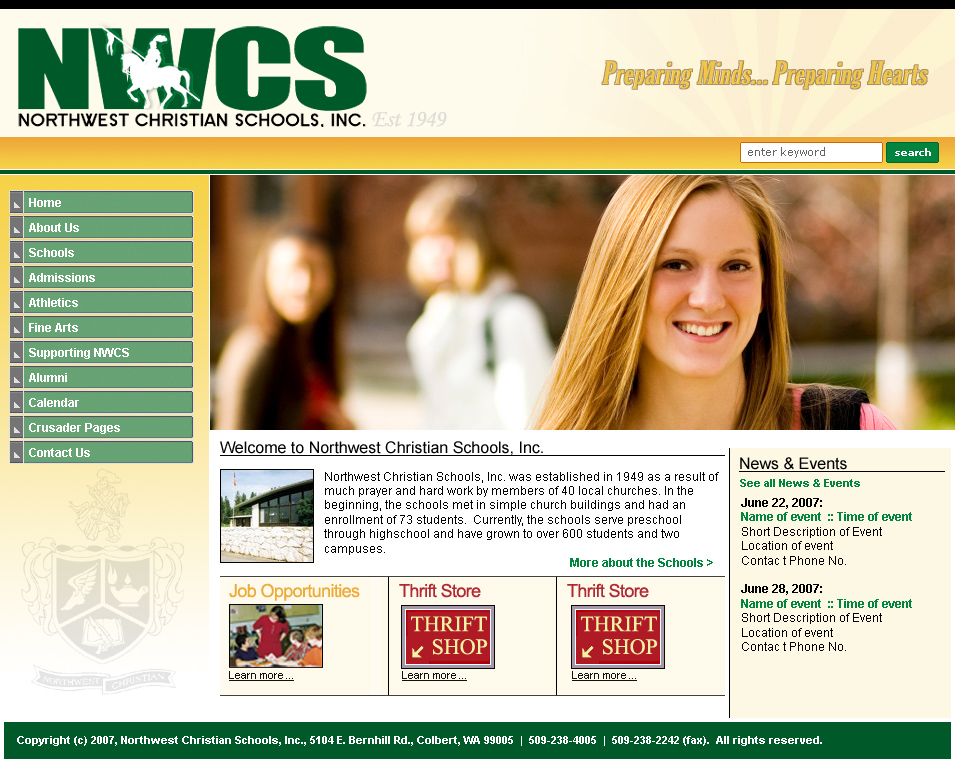 NWCS
NORTHWEST CHRISTIAN SCHOOLS, INC.
Est 1949
Preparing Minds... Preparing Hearts
enter keyword
search
Home
About Us
Schools
Admissions
Athletics
Fine Arts
Supporting NWCS
Alumni
Calendar
Crusader Pages
Contact Us
NORTHWEST CHRISTIAN
Welcome to Northwest Christian Schools, Inc.
Northwest Christian Schools, Inc. was established in 1949 as a result of
much prayer and hard work by members of 40 local churches. In the
beginning, the schools met in simple church buildings and had an
enrollment of 73 students.  Currently, the schools serve preschool
through highschool and have grown to over 600 students and two
campuses.
More about the Schools >
Job Opportunities
Learn more...
Thrift Store
THRIFT
SHOP
Learn more...
Thrift Store
THRIFT
SHOP
Learn more...
News & Events
See all News & Events
June 22, 2007:
Name of event :: Time of event
Short Description of Event
Location of event
Contac t Phone No.
June 28, 2007:
Name of event :: Time of event
Short Description of Event
Location of event
Contac t Phone No.
Copyright (c) 2007, Northwest Christian Schools, Inc., 5104 E. Bernhill Rd., Colbert, WA 99005 | 509-238-4005 | 509-238-2242 (fax).  All rights reserved.